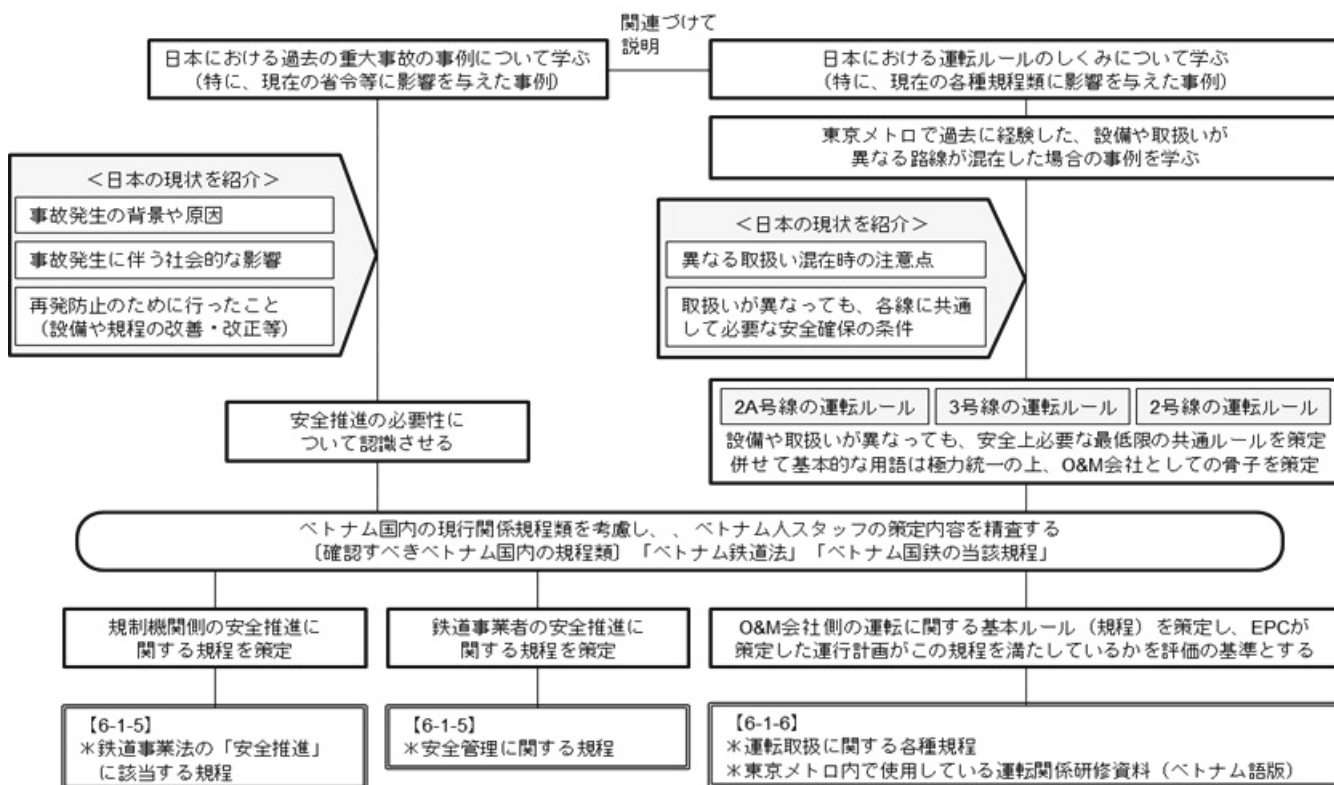 関連づけて
説明
日本における過去の重大事故の事例について学ぶ
（特に、現在の省令等に影響を与えた事例）
日本における運転ルールのしくみについて学ぶ
（特に、現在の各種規程類に影響を与えた事例）
東京メトロで過去に経験した、設備や取扱いが
異なる路線が混在した場合の事例を学ぶ
＜日本の現状を紹介＞
事故発生の背景や原因
事故発生に伴う社会的な影響
再発防止のために行ったこと
（設備や規程の改善・改正等）
＜日本の現状を紹介＞
異なる取扱い混在時の注意点
取扱いが異なっても、各線に共通
して必要な安全確保の条件
安全推進の必要性に
ついて認識させる
2A号線の運転ルール
3号線の運転ルール
2号線の運転ルール
設備や取扱いが異なっても、安全上必要な最低限の共通ルールを策定
併せて基本的な用語は極力統一の上、O&M会社としての骨子を策定
ベトナム国内の現行関係規程類を考慮し、、ベトナム人スタッフの策定内容を精査する
〔確認すべきベトナム国内の規程類〕「ベトナム鉄道法」「ベトナム国鉄の当該規程」
規制機関側の安全推進に
関する規程を策定
鉄道事業者の安全推進に
関する規程を策定
O&M会社側の運転に関する基本ルール（規程）を策定し、EPCが
策定した運行計画がこの規程を満たしているかを評価の基準とする
【6-1-5】
＊鉄道事業法の「安全推進」
に該当する規程
【6-1-5】
＊安全管理に関する規程
【6-1-6】
＊運転取扱に関する各種規程
＊東京メトロ内で使用している運転関係研修資料（ベトナム語版）